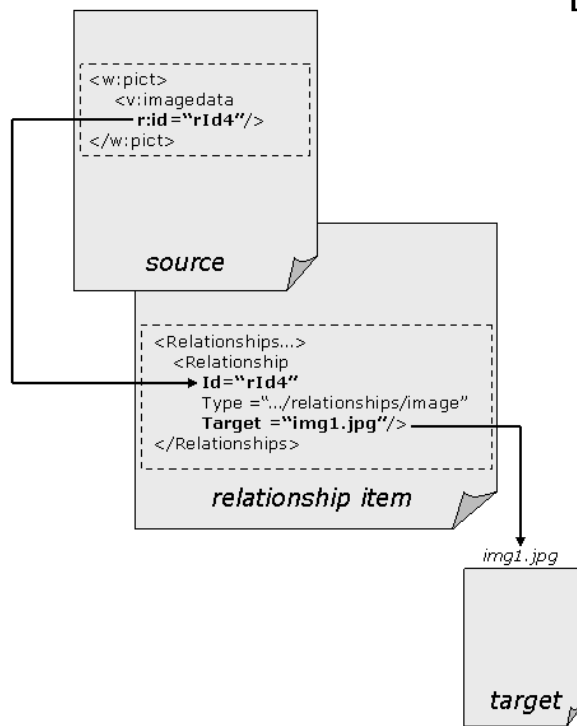 <w:pict>
<v:imagedata
r:id="rId4"/>
</w:pict>
source
<Relationships...>
<Relationship
Id="rId4"
Type ="…/relationships/image"
Target ="img1.jpg"/>
</Relationships>
relationship item
img1.jpg
target